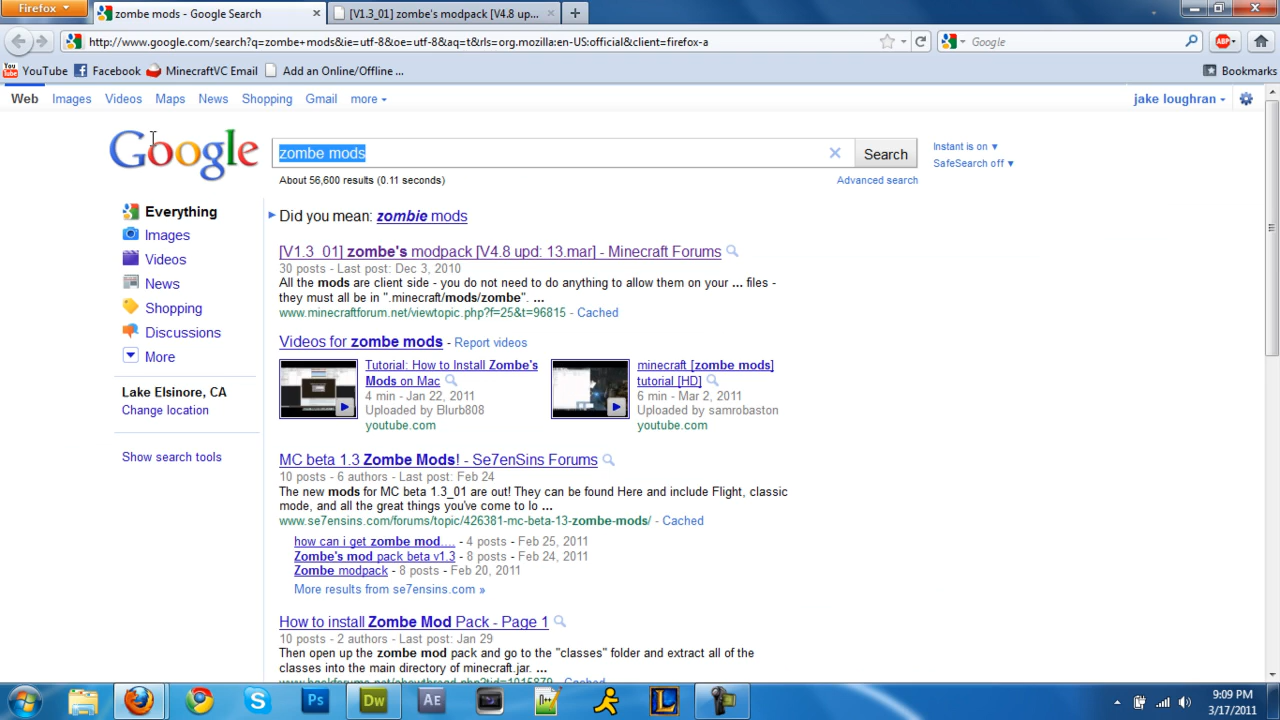 Firefox
zombe mods - Google Search
[V1.3_01] zombe's modpack [V4.8 upd...
http://www.google.com/search?q=zombe+mods&ie=utf-8&oe=utf-8&aq=t&rls=org.mozilla:en-US:official&client=firefox-a
Google
ABP
YouTube
Facebook
MinecraftVC Email
Add an Online/Offline ...
Bookmarks
Web
Images
Videos
Maps
News
Shopping
Gmail
more
jake loughran
Google
zombe mods
Search
Instant is on ▼
SafeSearch off ▼
About 56,600 results (0.11 seconds)
Advanced search
Everything
Images
Videos
News
Shopping
Discussions
More
Lake Elsinore, CA
Change location
Show search tools
Did you mean: zombie mods
[V1.3_01] zombe's modpack [V4.8 upd: 13.mar] - Minecraft Forums
30 posts - Last post: Dec 3, 2010
All the mods are client side - you do not need to do anything to allow them on your ... files -
they must all be in ".minecraft/mods/zombe". ...
www.minecraftforum.net/viewtopic.php?f=25&t=96815 - Cached
Videos for zombe mods - Report videos
Tutorial: How to Install Zombe's
Mods on Mac
4 min - Jan 22, 2011
Uploaded by Blurb808
youtube.com
minecraft [zombe mods]
tutorial [HD]
6 min - Mar 2, 2011
Uploaded by samrobaston
youtube.com
MC beta 1.3 Zombe Mods! - Se7enSins Forums
10 posts - 6 authors - Last post: Feb 24
The new mods for MC beta 1.3_01 are out! They can be found Here and include Flight, classic
mode, and all the great things you've come to lo ...
www.se7ensins.com/forums/topic/426381-mc-beta-13-zombe-mods/ - Cached
how can i get zombe mod.... - 4 posts - Feb 25, 2011
Zombe's mod pack beta v1.3 - 8 posts - Feb 24, 2011
Zombe modpack - 8 posts - Feb 20, 2011
More results from se7ensins.com »
How to install Zombe Mod Pack - Page 1
10 posts - 2 authors - Last post: Jan 29
Then open up the zombe mod pack and go to the "classes" folder and extract all of the
classes into the main directory of minecraft.jar. ...
Ps
Dw
AE
9:09 PM
3/17/2011